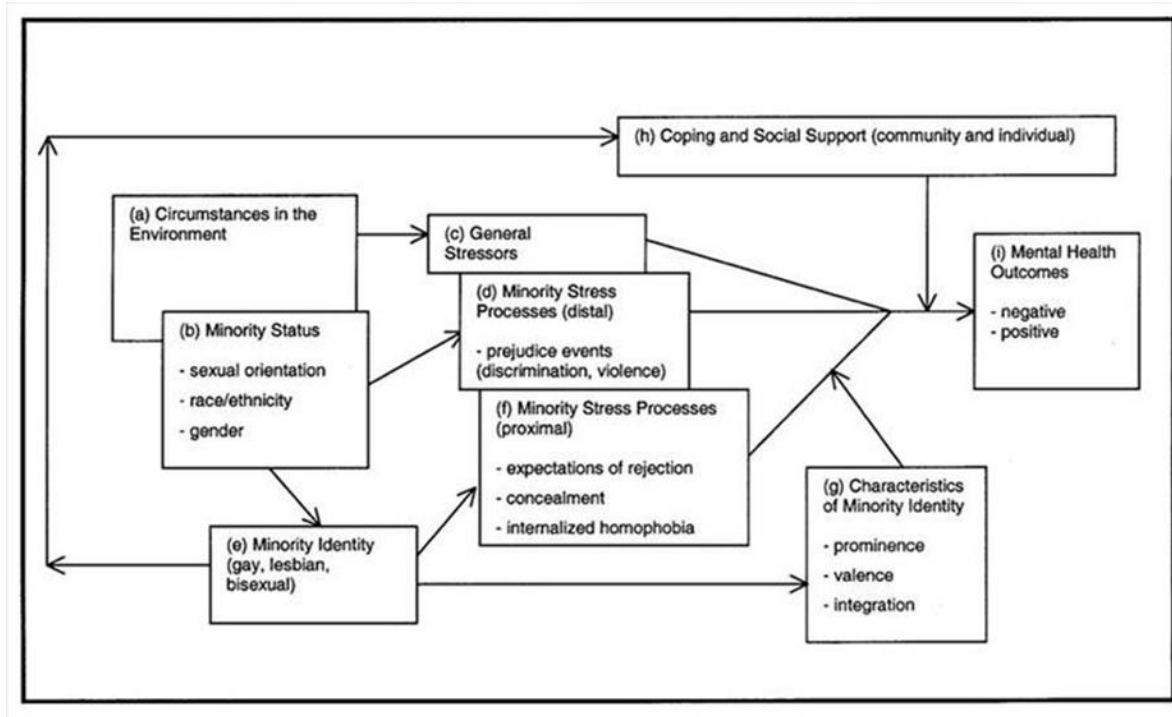 (h) Coping and Social Support (community and individual)
(a) Circumstances in the
Environment
(c) General
Stressors
(i) Mental Health
Outcomes
- negative
- positive
(d) Minority Stress
Processes (distal)
- prejudice events
(discrimination, violence)
(b) Minority Status
- sexual orientation
- race/ethnicity
- gender
(f) Minority Stress Processes
(proximal)
- expectations of rejection
- concealment
- internalized homophobia
(g) Characteristics
of Minority Identity
- prominence
- valence
- integration
(e) Minority Identity
(gay, lesbian,
bisexual)